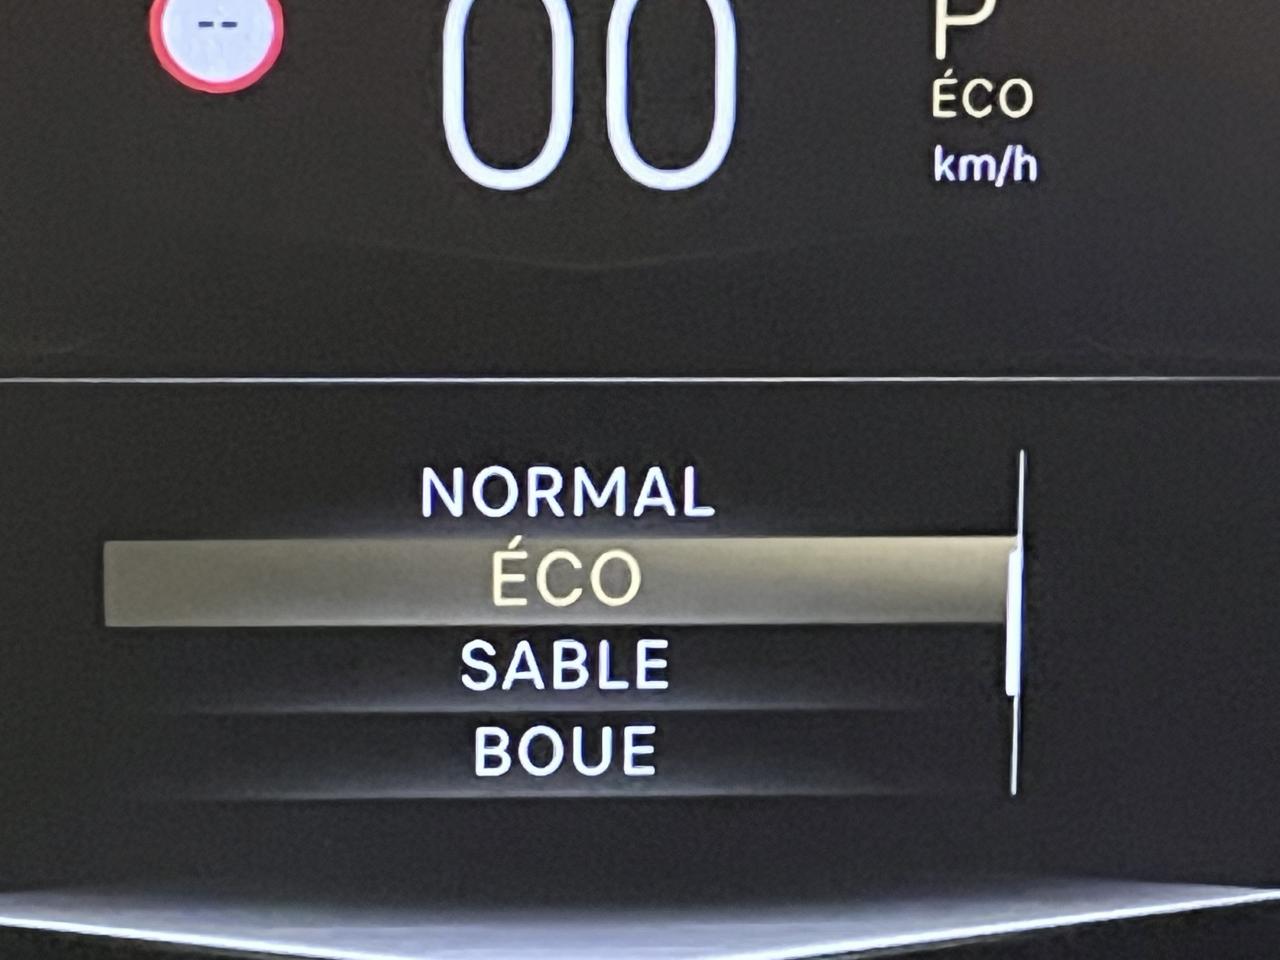 --
00
P
ÉCO
km/h
NORMAL
ÉCO
SABLE
BOUE